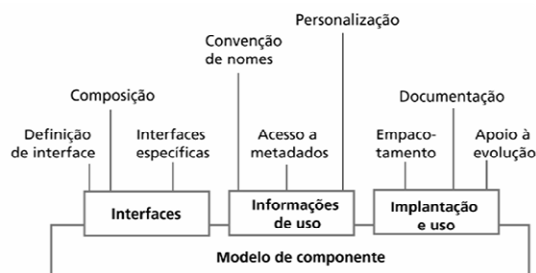 Personalização
Convenção
de nomes
Composição
Documentação
Definição
de interface
Interfaces
específicas
Acesso a
metadados
Empaco-
tamento
Apoio à
evolução
Interfaces
Informações
de uso
Implantação
e uso
Modelo de componente